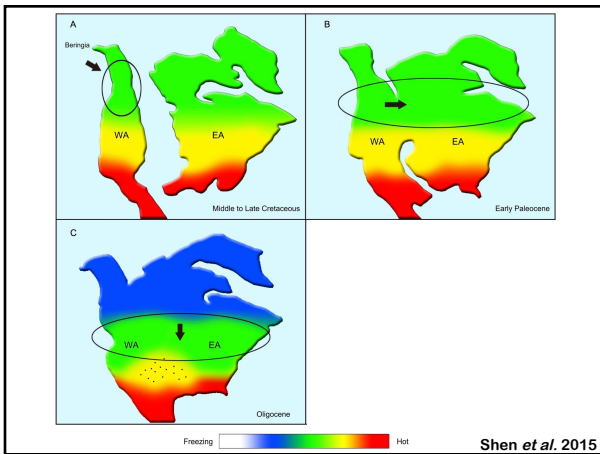 A
Beringia
WA
EA
Middle to Late Cretaceous
B
WA
EA
Early Paleocene
C
WA
EA
Oligocene
Freezing
Hot
Shen et al. 2015